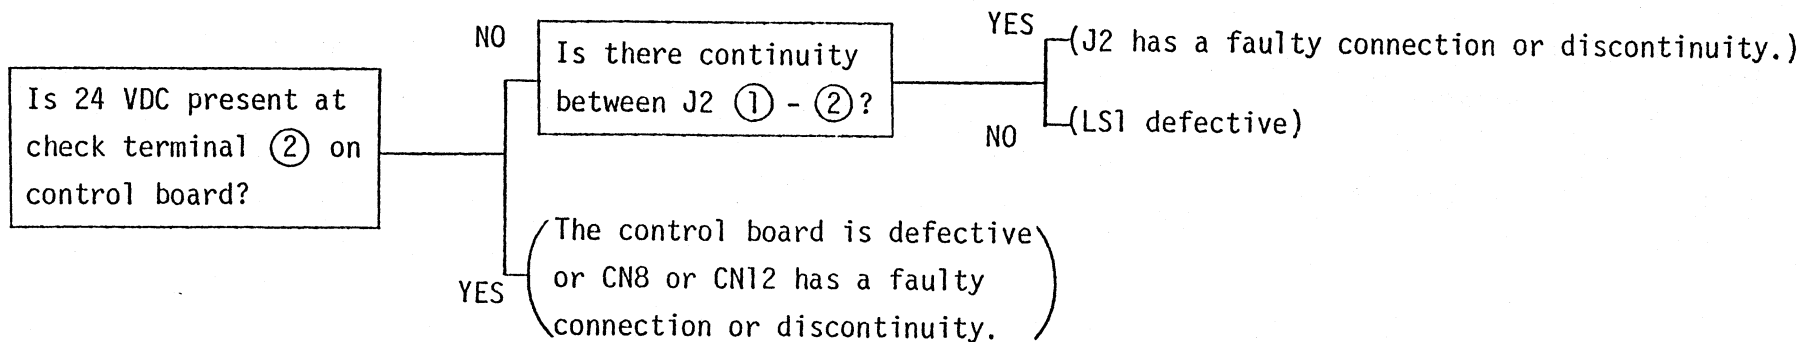 Is 24 VDC present at
check terminal ② on
control board?
NO
Is there continuity
between J2 ① - ②?
YES
(J2 has a faulty connection or discontinuity.)
NO
(LS1 defective)
YES
(The control board is defective
or CN8 or CN12 has a faulty
connection or discontinuity.)